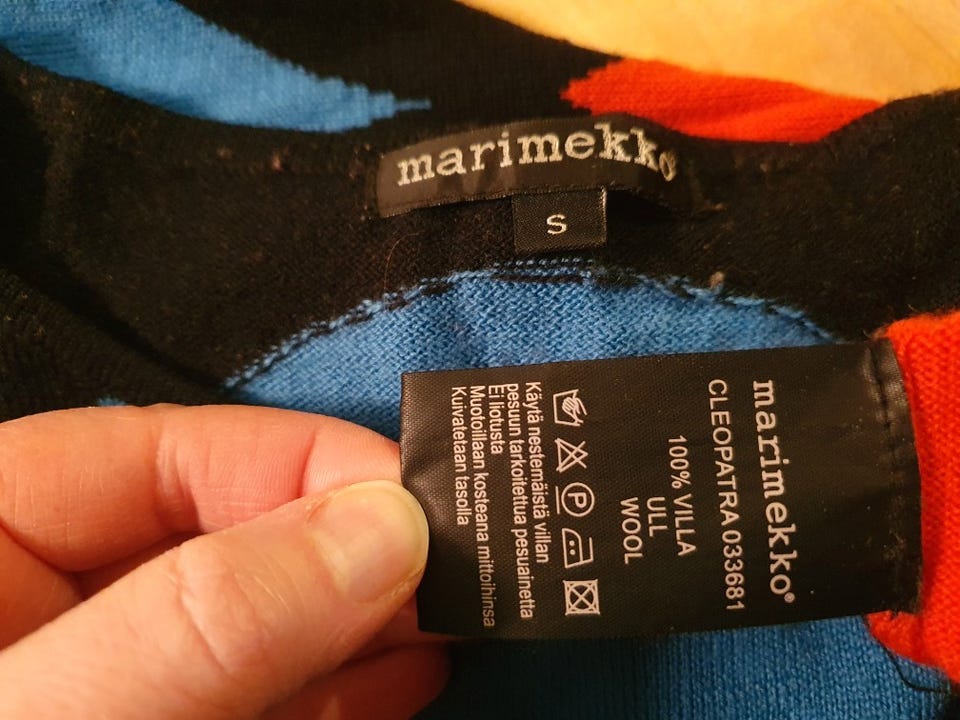 marimekko
S
marimekko®
CLEOPATRA 033681
100% VILLA
ULL
WOOL
P
Käytä nestemäistä villan
pesuun tarkoitettua pesuainetta
Ei liotusta
Muotoillaan kosteana mittoihinsa
Kuivatetaan tasolla